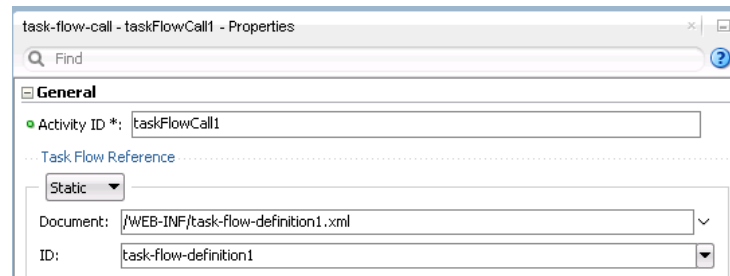 task-flow-call - taskFlowCall1 - Properties
Find
General
Activity ID *: taskFlowCall1
Task Flow Reference
Static
Document: /WEB-INF/task-flow-definition1.xml
ID: task-flow-definition1